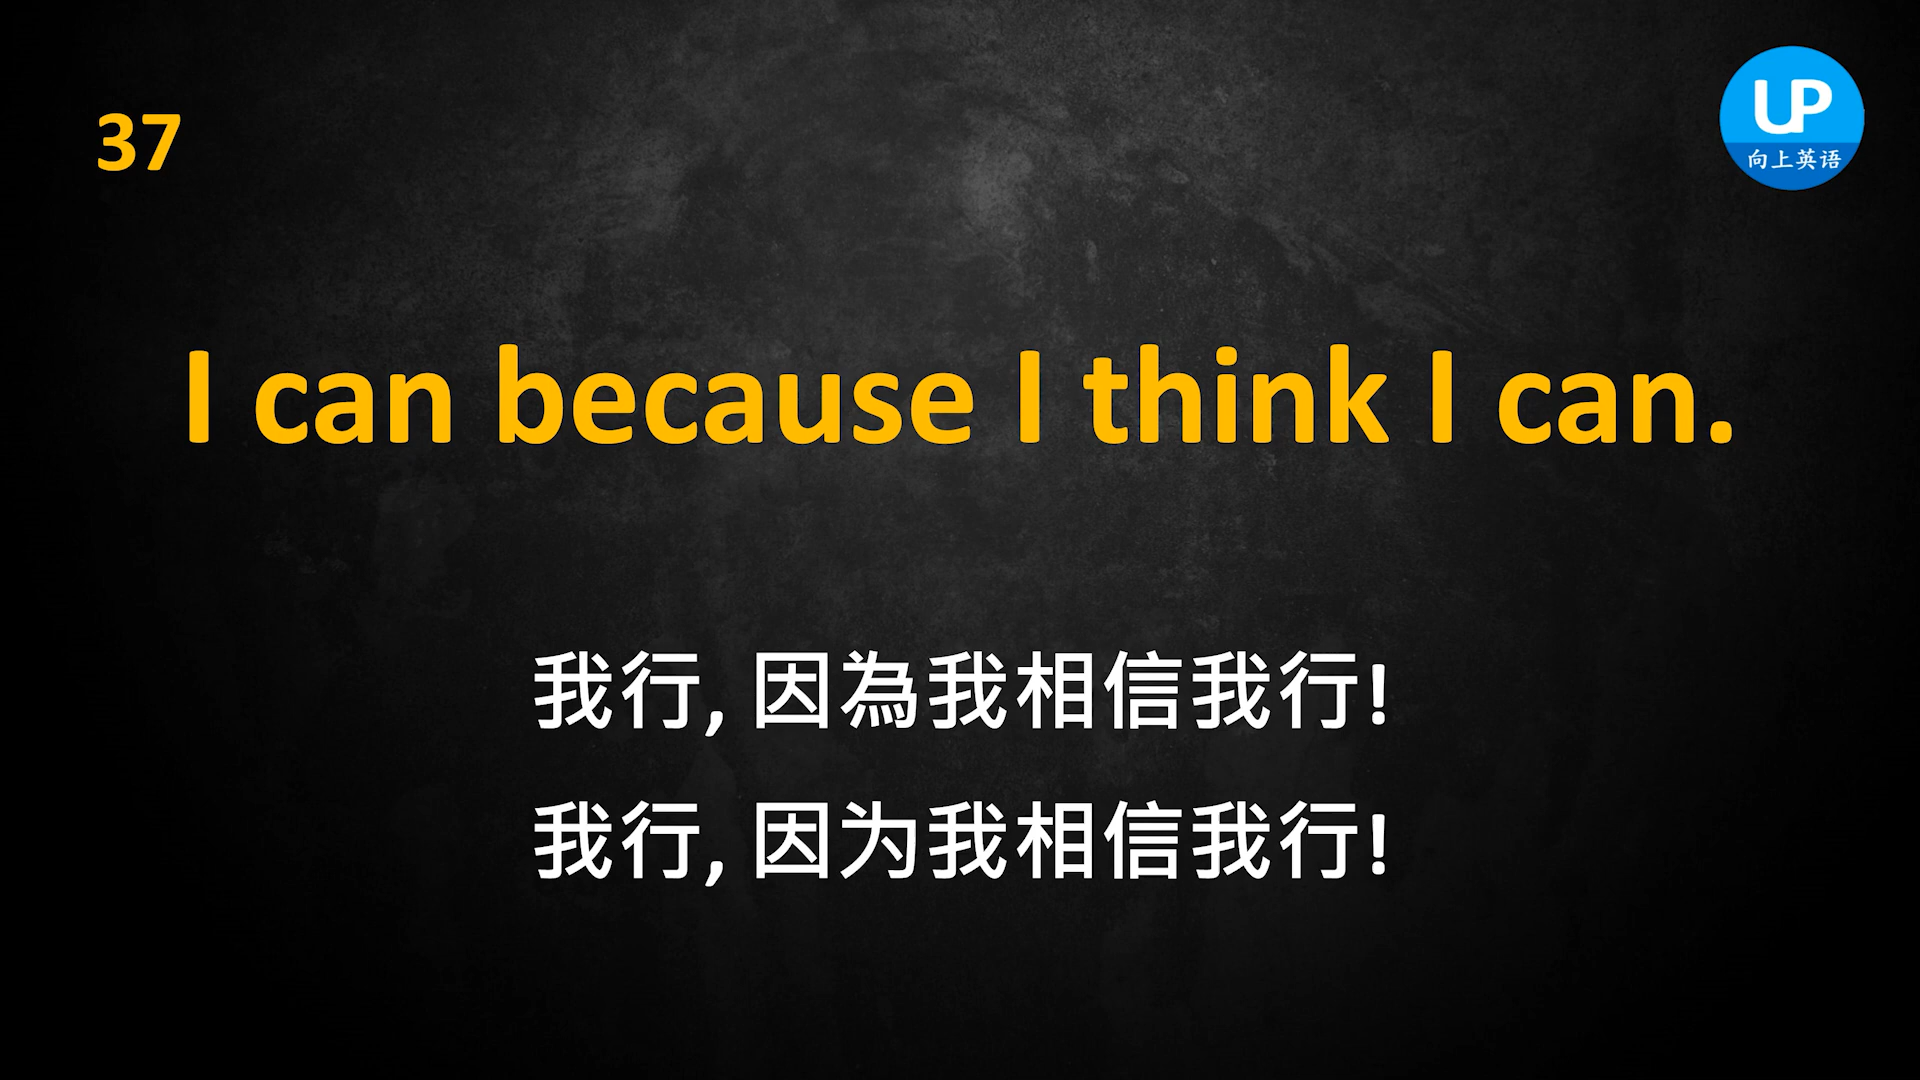 37
UP
向上英语
I can because I think I can.
我行, 因為我相信我行!
我行, 因为我相信我行!